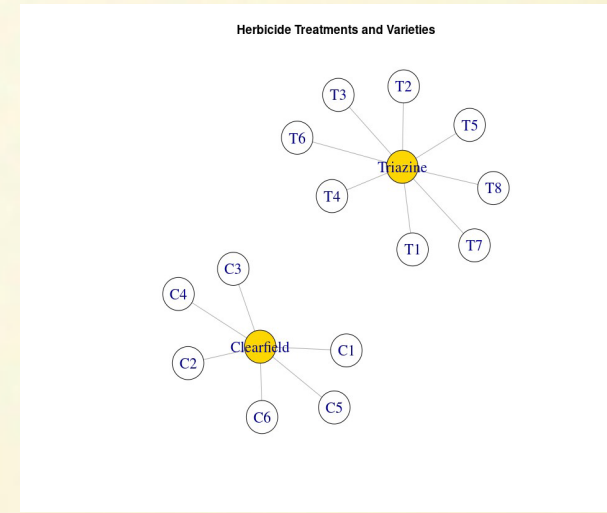 Herbicide Treatments and Varieties
T2
T3
T5
T6
Triazine
T8
T4
T7
T1
C3
C4
Clearfield
C1
C2
C5
C6